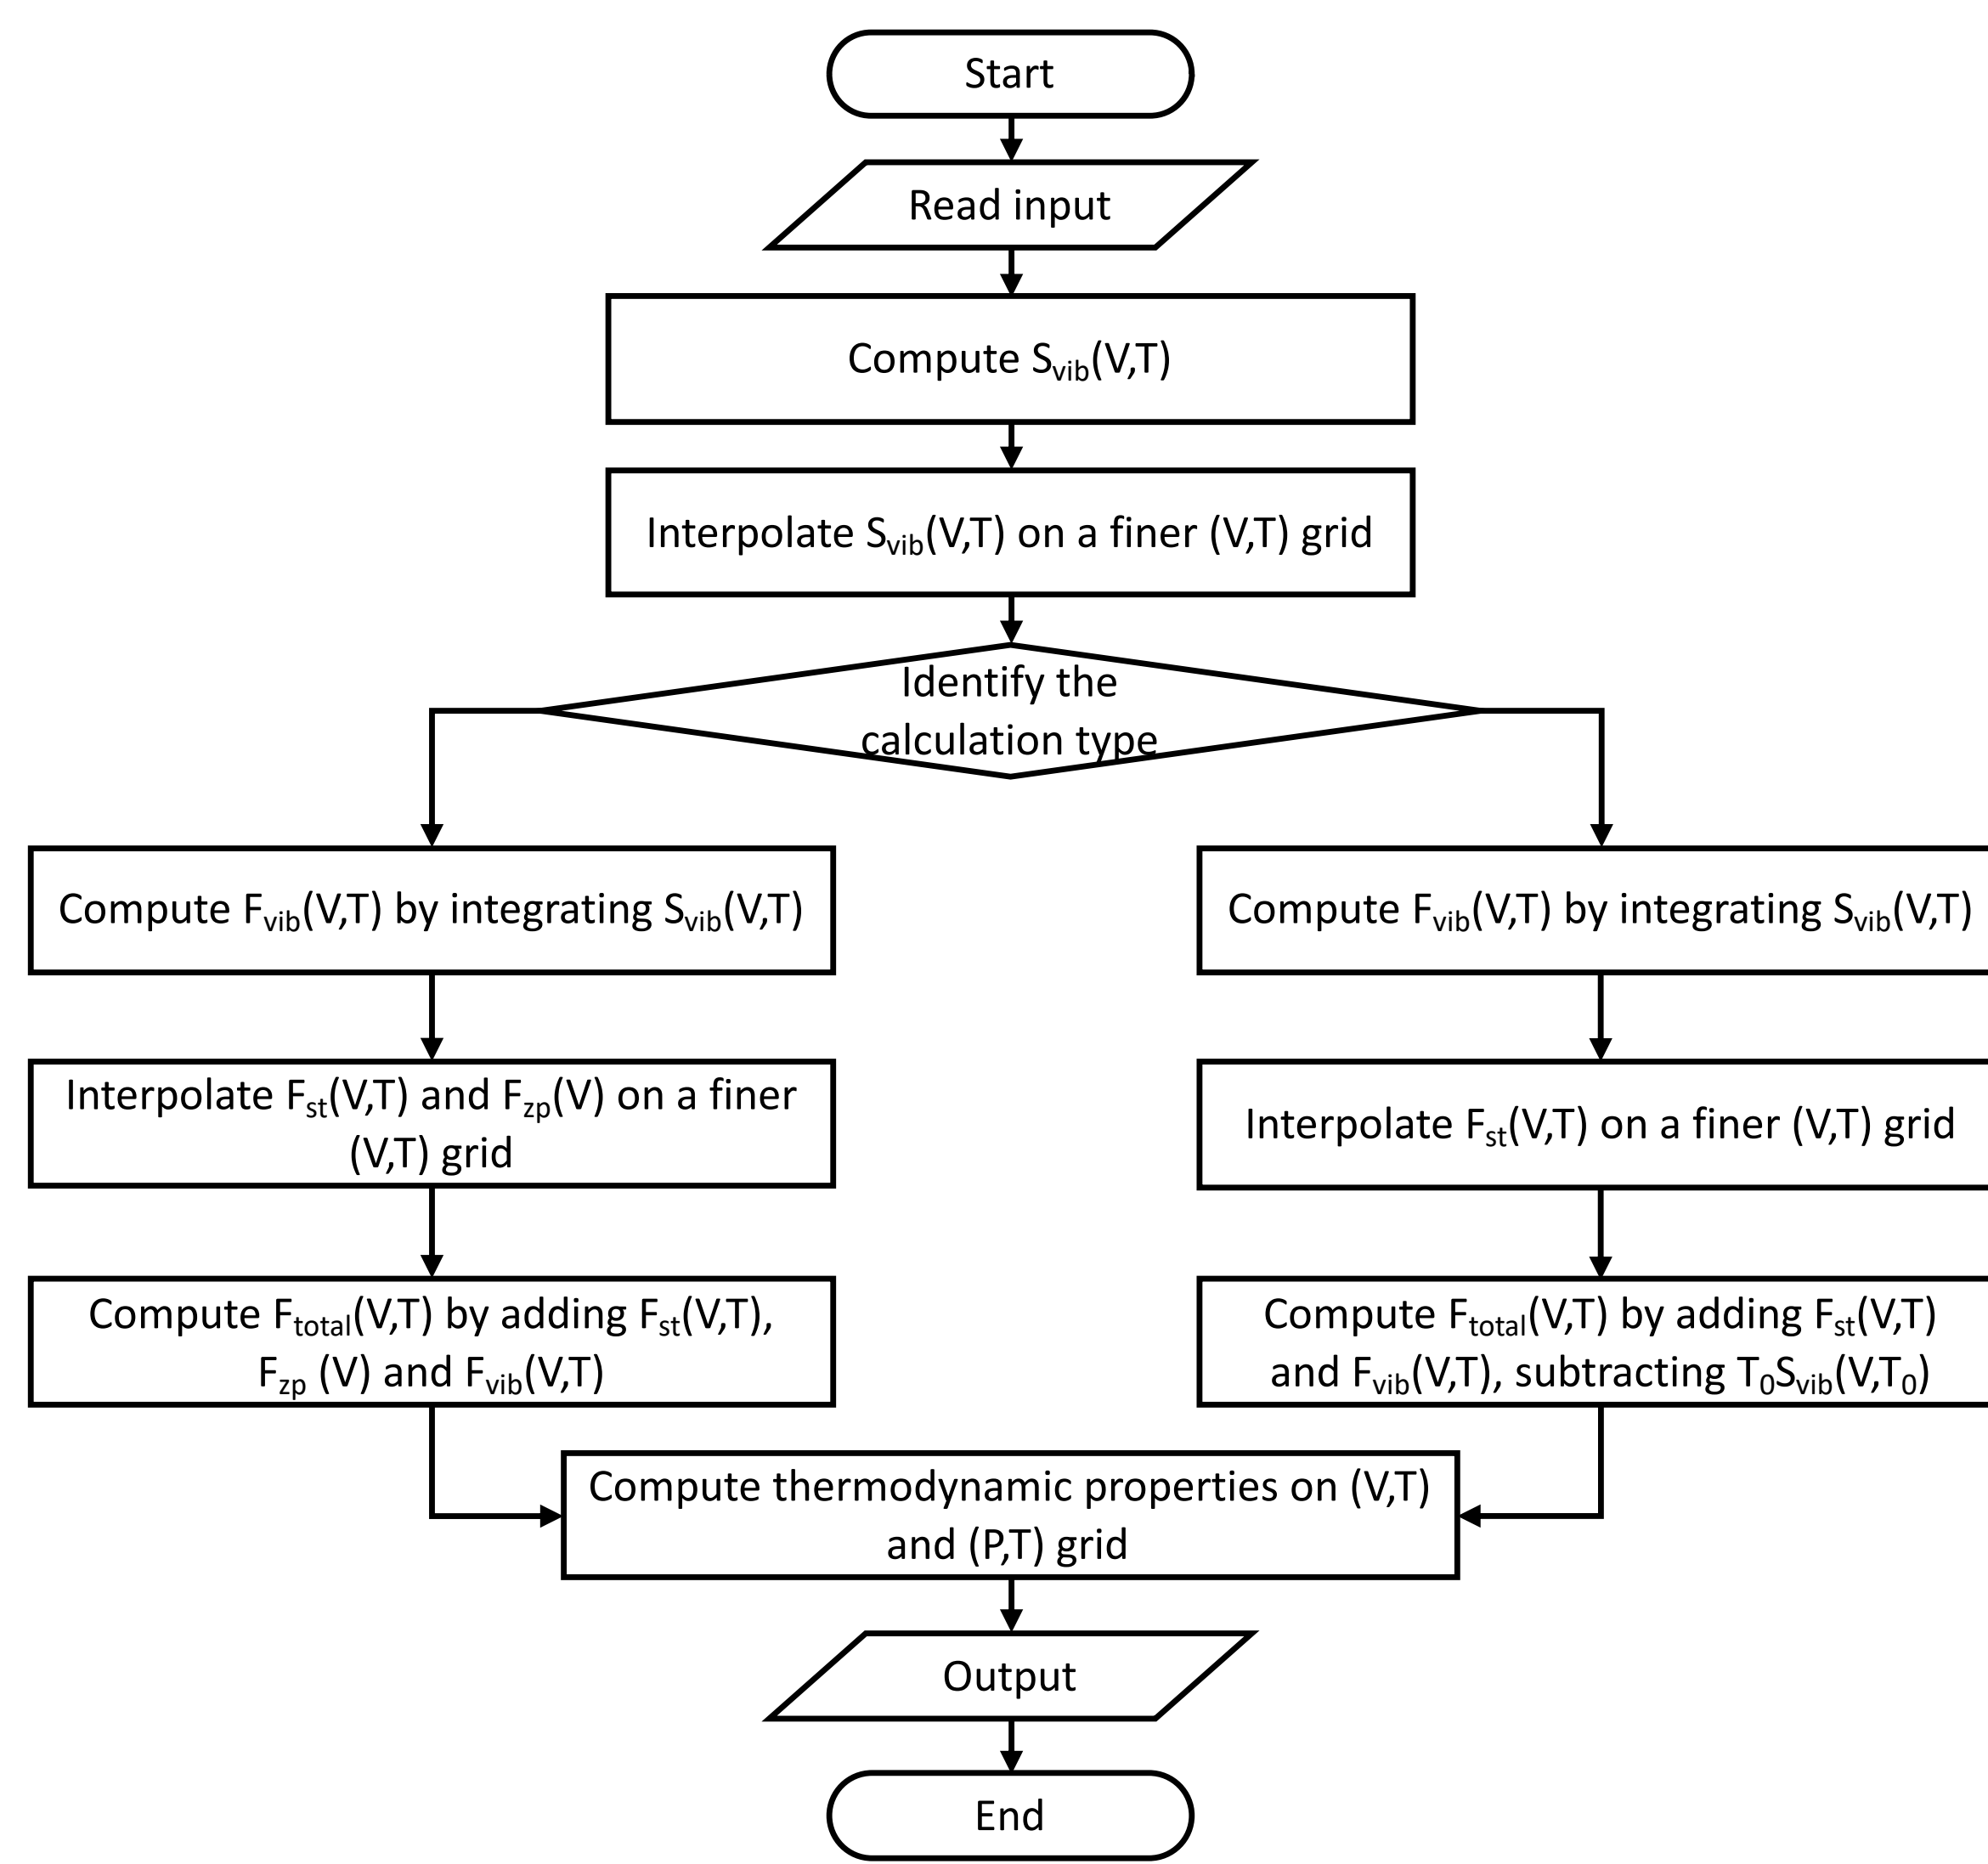 Start
Read input
Compute Svib(V,T)
Interpolate Svib(V,T) on a finer (V,T) grid
Identify the
calculation type
Compute Fvib(V,T) by integrating Svib(V,T)
Interpolate Fst(V,T) and Fzp(V) on a finer
(V,T) grid
Compute Ftotal(V,T) by adding Fst(V,T),
Fzp (V) and Fvib(V,T)
Compute Fvib(V,T) by integrating Svib(V,T)
Interpolate Fst(V,T) on a finer (V,T) grid
Compute Ftotal(V,T) by adding Fst(V,T)
and Fvib(V,T), subtracting T0Svib(V,T0)
Compute thermodynamic properties on (V,T)
and (P,T) grid
Output
End